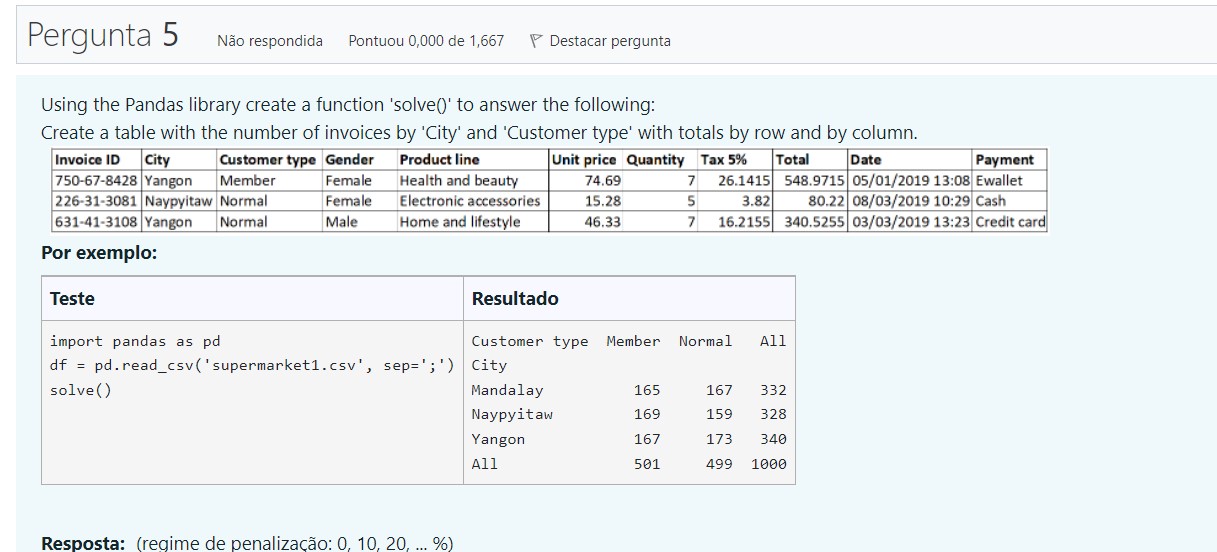 Pergunta 5 Não respondida Pontuou 0,000 de 1,667 Destacar pergunta
Using the Pandas library create a function 'solve()' to answer the following:
Create a table with the number of invoices by 'City' and 'Customer type' with totals by row and by column.
Invoice ID City Customer type Gender Product line Unit price Quantity Tax 5% Total Date Payment
750-67-8428 Yangon Member Female Health and beauty 74.69 7 26.1415 548.9715 05/01/2019 13:08 Ewallet
226-31-3081 Naypyitaw Normal Female Electronic accessories 15.28 5 3.82 80.22 08/03/2019 10:29 Cash
631-41-3108 Yangon Normal Male Home and lifestyle 46.33 7 16.2155 340.5255 03/03/2019 13:23 Credit card
Por exemplo:
Teste Resultado
import pandas as pd
df = pd.read_csv('supermarket1.csv', sep=';')
solve()
Customer type Member Normal All
City
Mandalay 165 167 332
Naypyitaw 169 159 328
Yangon 167 173 340
All 501 499 1000
Resposta: (regime de penalização: 0, 10, 20, ... %)